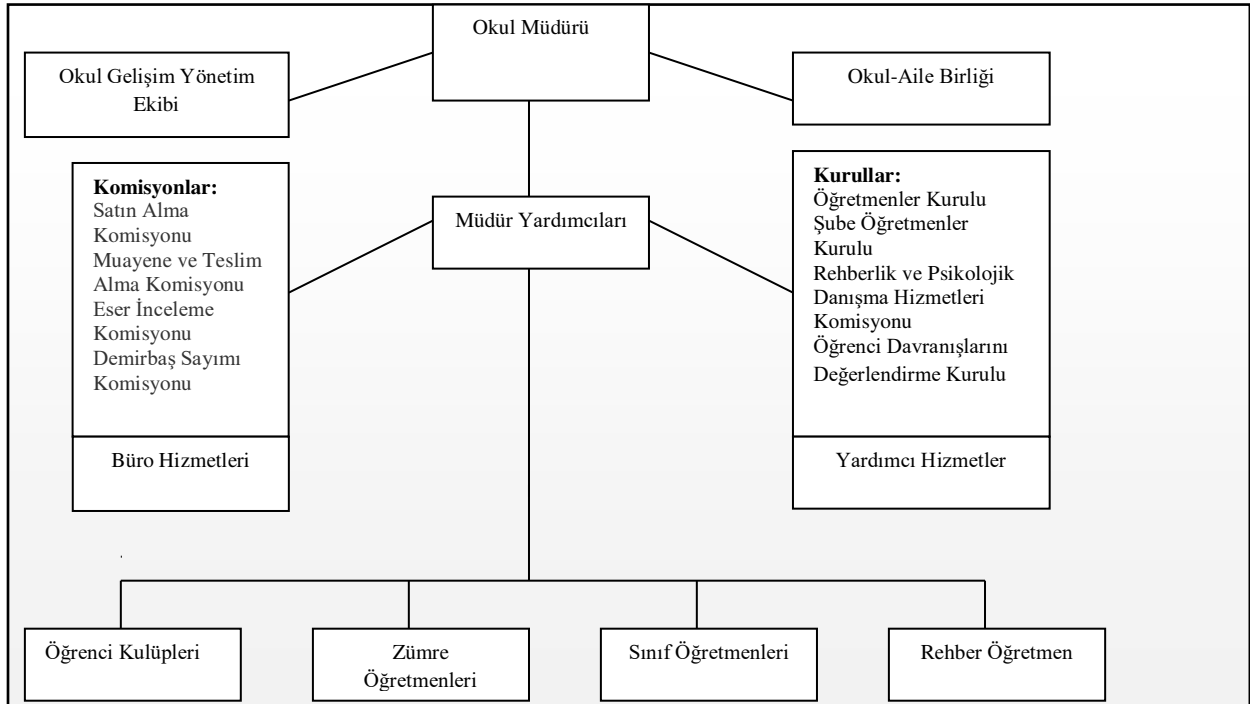 Okul Müdürü
Okul Gelişim Yönetim
Ekibi
Okul-Aile Birliği
Komisyonlar:
Satın Alma
Komisyonu
Muayene ve Teslim
Alma Komisyonu
Eser İnceleme
Komisyonu
Demirbaş Sayımı
Komisyonu
Müdür Yardımcıları
Kurullar:
Öğretmenler Kurulu
Şube Öğretmenler
Kurulu
Rehberlik ve Psikolojik
Danışma Hizmetleri
Komisyonu
Öğrenci Davranışlarını
Değerlendirme Kurulu
Büro Hizmetleri
Yardımcı Hizmetler
Öğrenci Kulüpleri
Zümre
Öğretmenleri
Sınıf Öğretmenleri
Rehber Öğretmen